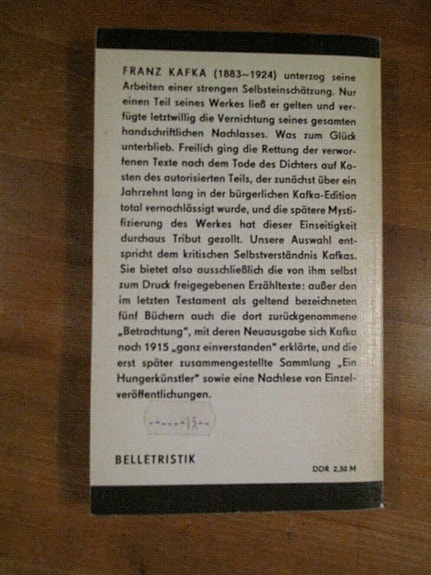 FRANZ KAFKA (1883—1924) unterzog seine
Arbeiten einer strengen Selbsteinschätzung. Nur
einen Teil seines Werkes ließ er gelten und ver-
fügte letztwillig die Vernichtung seines gesamten
handschriftlichen Nachlasses. Was zum Glück
unterblieb. Freilich ging die Rettung der verwor-
fenen Texte nach dem Tode des Dichters auf Ko-
sten des autorisierten Teils, der zunächst über ein
Jahrzehnt lang in der bürgerlichen Kafka-Edition
total vernachlässigt wurde, und die spätere Mysti-
fizierung des Werkes hat dieser Einseitigkeit
durchaus Tribut gezollt. Unsere Auswahl ent-
spricht dem kritischen Selbstverständnis Kafkas.
Sie bietet also ausschließlich die von ihm selbst
zum Druck freigegebenen Erzähltexte: außer den
im letzten Testament als geltend bezeichneten
fünf Büchern auch die dort zurückgenommene
„Betrachtung“, mit deren Neuausgabe sich Kafka
noch 1915 „ganz einverstanden“ erklärte, und die
erst später zusammengestellte Sammlung „Ein
Hungerkünstler“ sowie eine Nachlese von Einzel-
veröffentlichungen.
-----15--
BELLETRISTIK
DDR 2,50 M